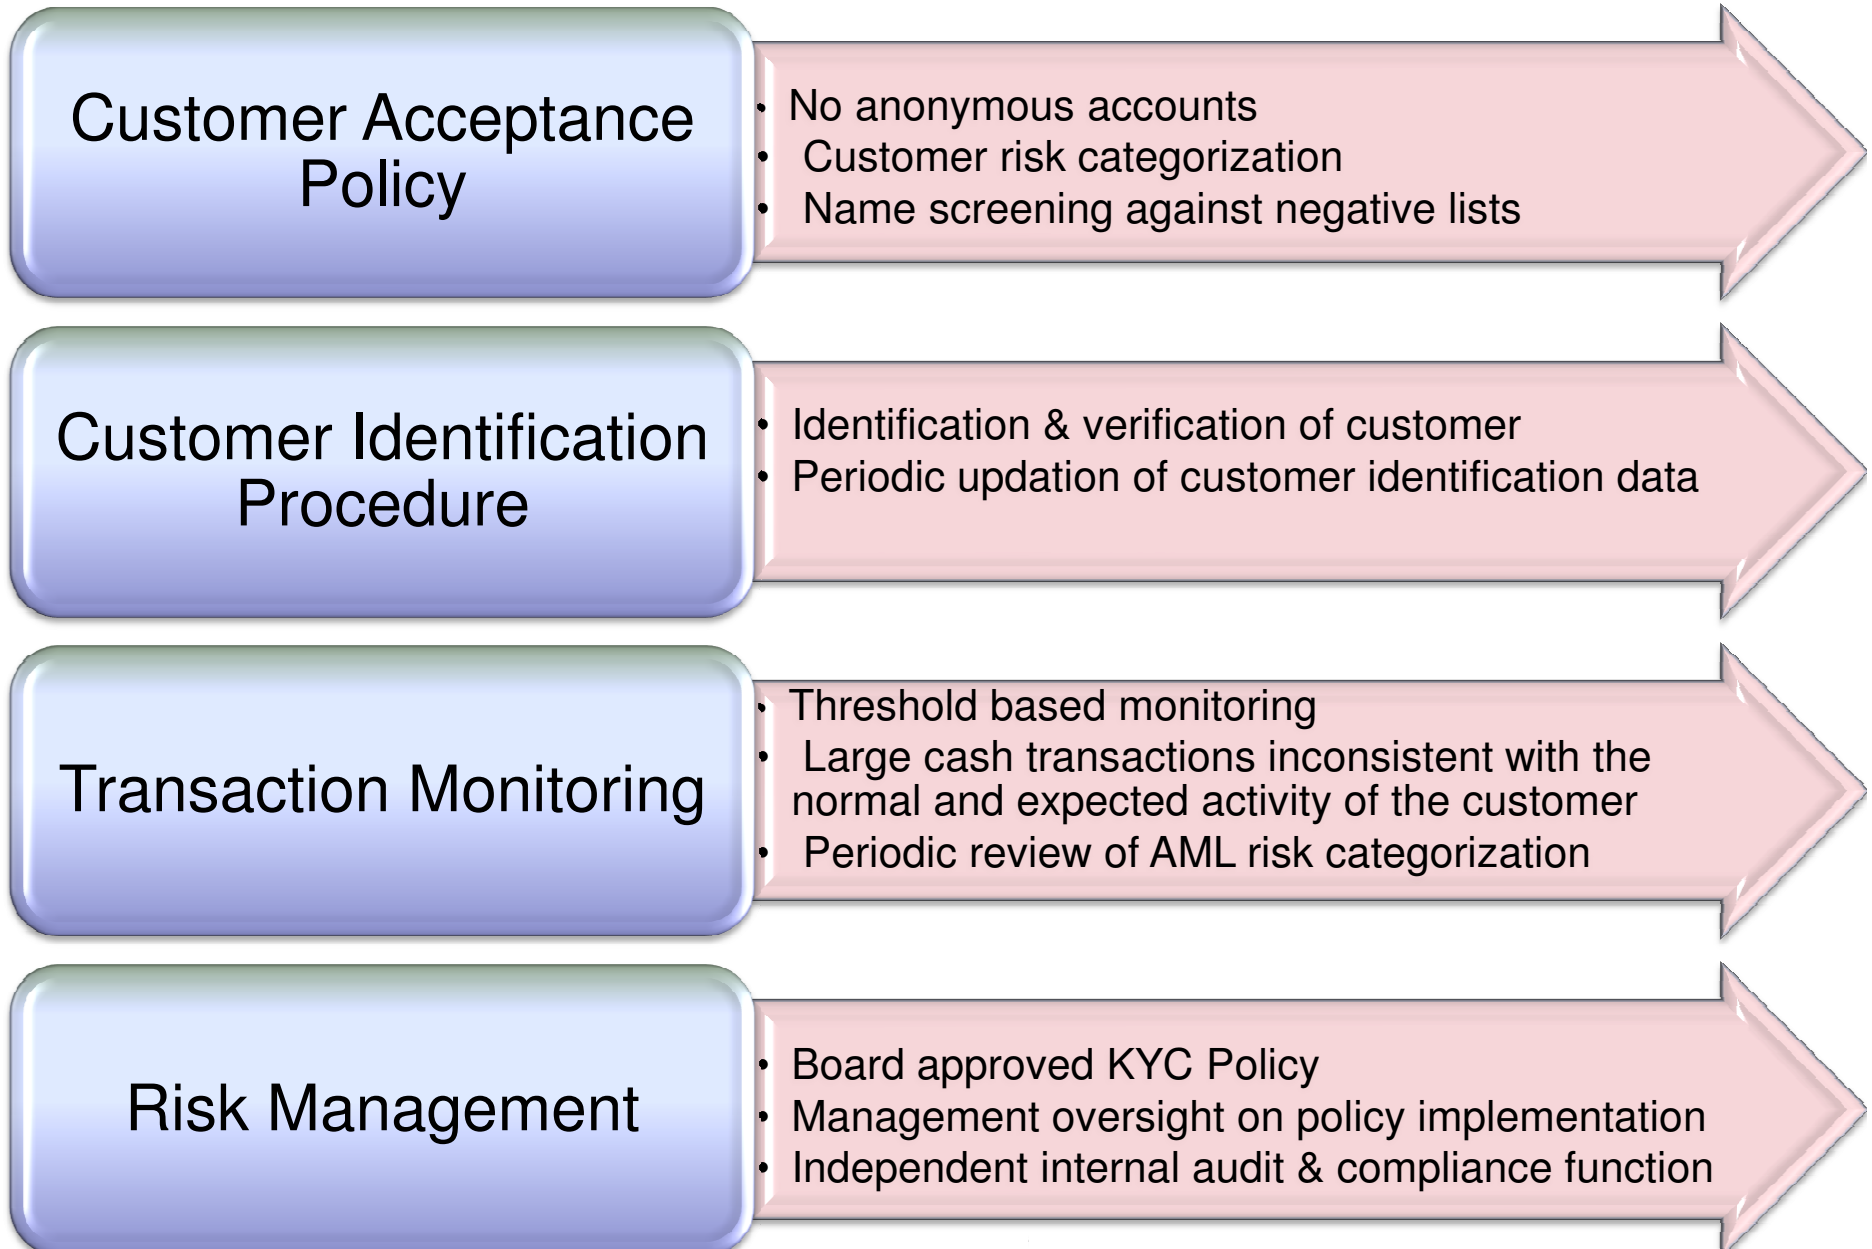 Customer Acceptance
Policy
• No anonymous accounts
• Customer risk categorization
• Name screening against negative lists
Customer Identification
Procedure
• Identification & verification of customer
• Periodic updation of customer identification data
Transaction Monitoring
• Threshold based monitoring
• Large cash transactions inconsistent with the
normal and expected activity of the customer
• Periodic review of AML risk categorization
Risk Management
• Board approved KYC Policy
• Management oversight on policy implementation
• Independent internal audit & compliance function